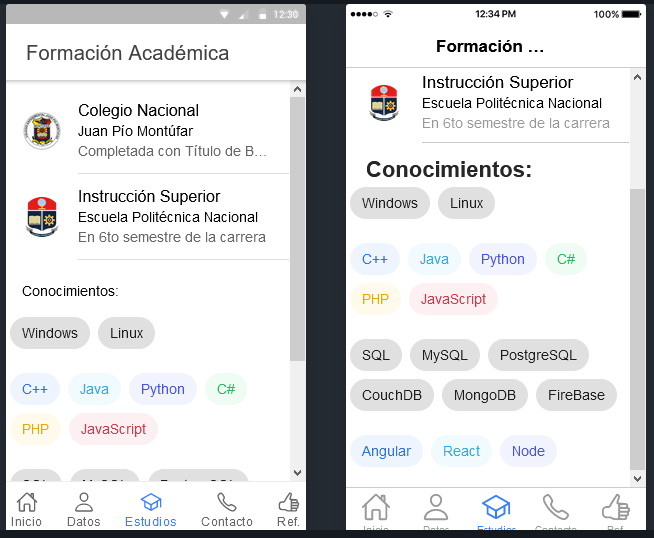 12:30
Formación Académica
Colegio Nacional
Juan Pío Montúfar
Completada con Título de B...
Instrucción Superior
Escuela Politécnica Nacional
En 6to semestre de la carrera
Conocimientos:
Windows Linux
C++ Java Python C#
PHP JavaScript
SQL MySQL PostgreSQL
Inicio Datos Estudios Contacto Ref.
12:34 PM 100%
Formación ...
Instrucción Superior
Escuela Politécnica Nacional
En 6to semestre de la carrera
Conocimientos:
Windows Linux
C++ Java Python C#
PHP JavaScript
SQL MySQL PostgreSQL
CouchDB MongoDB FireBase
Angular React Node
Inicio Datos Estudios Contacto Ref.